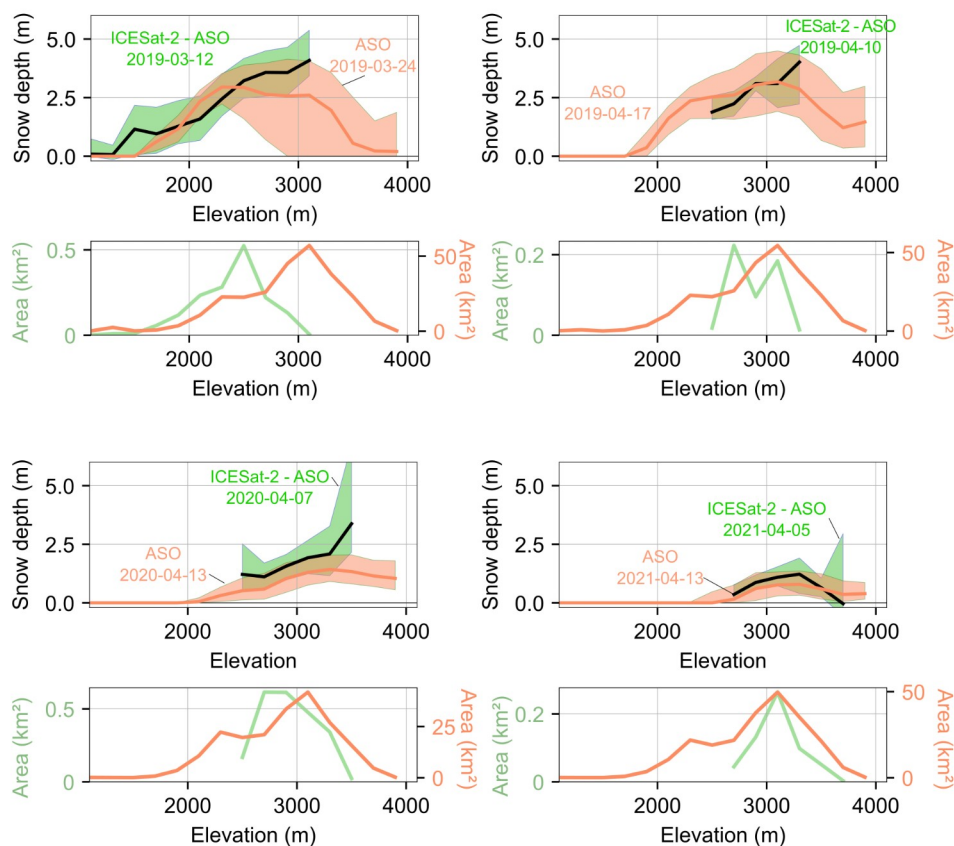 Snow depth (m)
5.0
2.5
0.0
ICESat-2 - ASO
2019-03-12
ASO
2019-03-24
2000
3000
4000
Elevation (m)
5.0
2.5
0.0
Snow depth (m)
ICESat-2 - ASO
2019-04-10
ASO
2019-04-17
2000
3000
4000
Elevation (m)
Area (km²)
0.5
0
50
0
Area (km²)
2000
3000
4000
Elevation (m)
Area (km²)
0.2
0
50
0
Area (km²)
2000
3000
4000
Elevation (m)
Snow depth (m)
5.0
2.5
0.0
ICESat-2 - ASO
2020-04-07
ASO
2020-04-13
2000
3000
4000
Elevation
Snow depth (m)
5.0
2.5
0.0
ICESat-2 - ASO
2021-04-05
ASO
2021-04-13
2000
3000
4000
Elevation
Area (km²)
0.5
0
25
0
Area (km²)
2000
3000
4000
Elevation (m)
Area (km²)
0.2
0
50
0
Area (km²)
2000
3000
4000
Elevation (m)